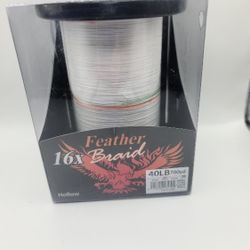 Feather
16x Braid
Hollow
40LB